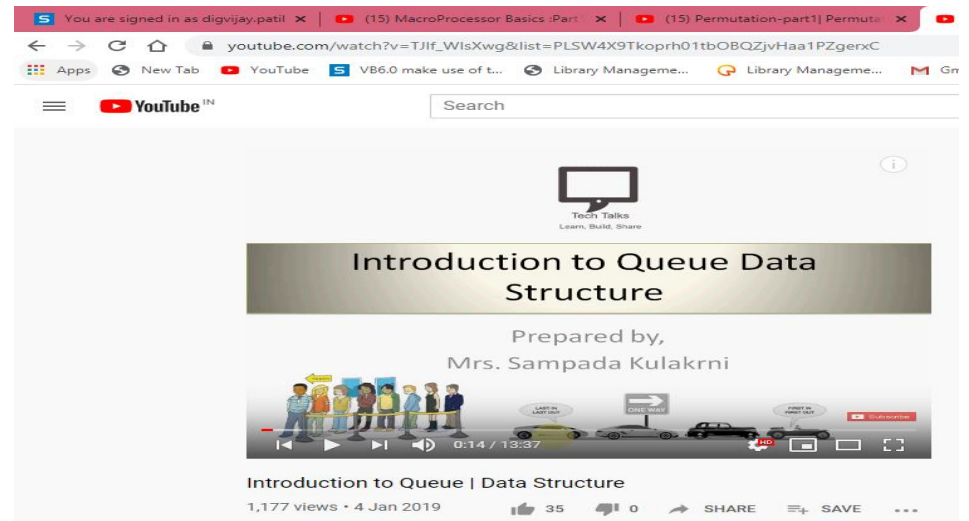 You are signed in as digvijay.patil (15) MacroProcessor Basics :Part (15) Permutation-part1| Permuta
youtube.com/watch?v=TJIf_WIsXwg&list=PLSW4X9Tkoprh01tbOBQZjvHaa1PZgerxC
Apps New Tab YouTube VB6.0 make use of t... Library Manageme... Library Manageme... Gm
YouTube IN Search
Tech Talks
Learn, Build, Share
Introduction to Queue Data
Structure
Prepared by,
Mrs. Sampada Kulakrni
LAST IN
LAST OUT
ONE WAY
FIRST IN
FIRST OUT
Subscribe
0:14 / 13:37 HD
Introduction to Queue | Data Structure
1,177 views • 4 Jan 2019 35 0 SHARE SAVE